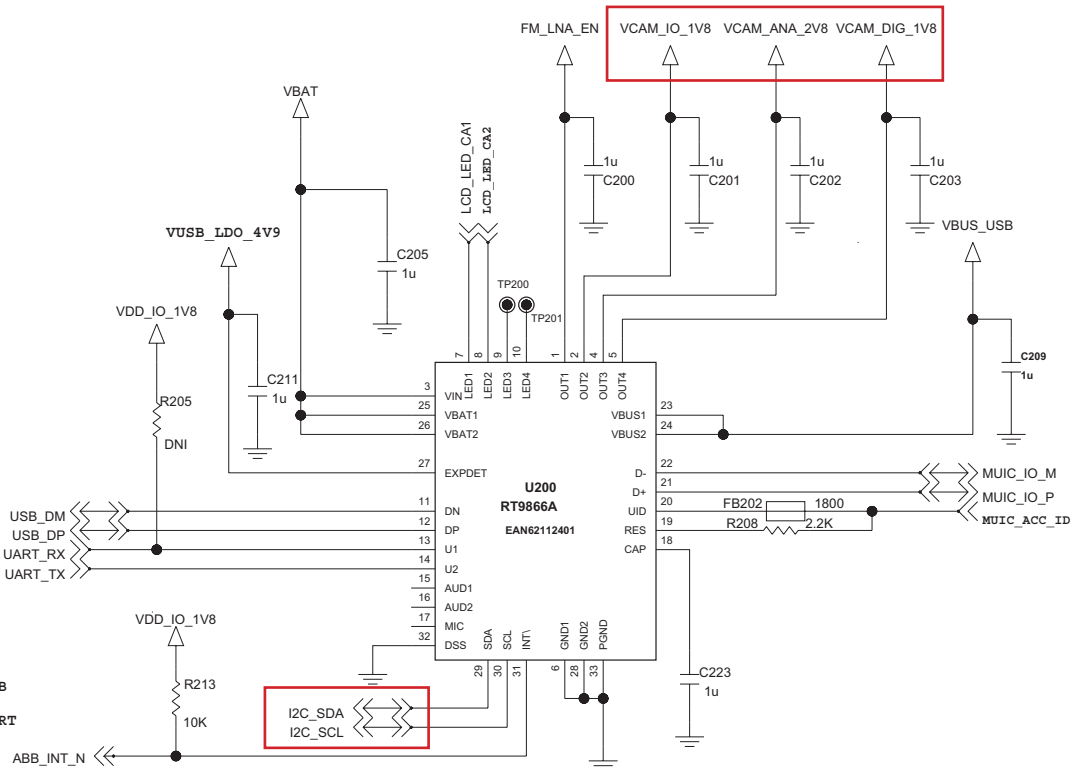 FM_LNA_EN VCAM_IO_1V8 VCAM_ANA_2V8 VCAM_DIG_1V8
VBAT
LCD_LED_CA1
LCD_LED_CA2
1u
C200
1u
C201
1u
C202
1u
C203
VUSB_LDO_4V9
C205
1u
VBUS_USB
TP200
TP201
VDD_IO_1V8
C211
1u
C209
1u
R205
DNI
7 8 9 10 1 2 4 5
LED1 LED2 LED3 LED4 OUT1 OUT2 OUT3 OUT4
3 VIN
25 VBAT1
26 VBAT2
27 EXPDET
VBUS1 23
VBUS2 24
U200
RT9866A
EAN62112401
D- 22 MUIC_IO_M
D+ 21 MUIC_IO_P
UID 20 FB202 1800
MUIC_ACC_ID
RES 19 R208 2.2K
CAP 18
USB_DM 11 DN
USB_DP 12 DP
UART_RX 13 U1
UART_TX 14 U2
15 AUD1
16 AUD2
17 MIC
32 DSS
SDA SCL INT\ GND1 GND2 PGND
29 30 31 6 28 33
VDD_IO_1V8
R213
10K
C223
1u
B
RT
I2C_SDA
I2C_SCL
ABB_INT_N